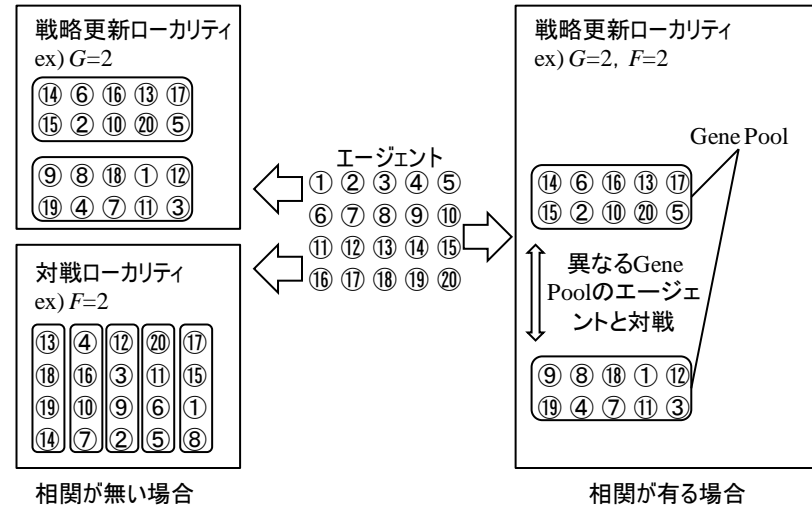 戦略更新ローカリティ
ex) G=2
⑭ ⑥ ⑯ ⑬ ⑰
⑮ ② ⑩ ⑳ ⑤
⑨ ⑧ ⑱ ① ⑫
⑲ ④ ⑦ ⑪ ③
対戦ローカリティ
ex) F=2
⑬ ④ ⑫ ⑳ ⑰
⑱ ⑯ ③ ⑪ ⑮
⑲ ⑩ ⑨ ⑥ ①
⑭ ⑦ ② ⑤ ⑧
相関が無い場合
エージェント
① ② ③ ④ ⑤
⑥ ⑦ ⑧ ⑨ ⑩
⑪ ⑫ ⑬ ⑭ ⑮
⑯ ⑰ ⑱ ⑲ ⑳
戦略更新ローカリティ
ex) G=2, F=2
Gene Pool
⑭ ⑥ ⑯ ⑬ ⑰
⑮ ② ⑩ ⑳ ⑤
異なるGene
Poolのエージェ
ントと対戦
⑨ ⑧ ⑱ ① ⑫
⑲ ④ ⑦ ⑪ ③
相関が有る場合